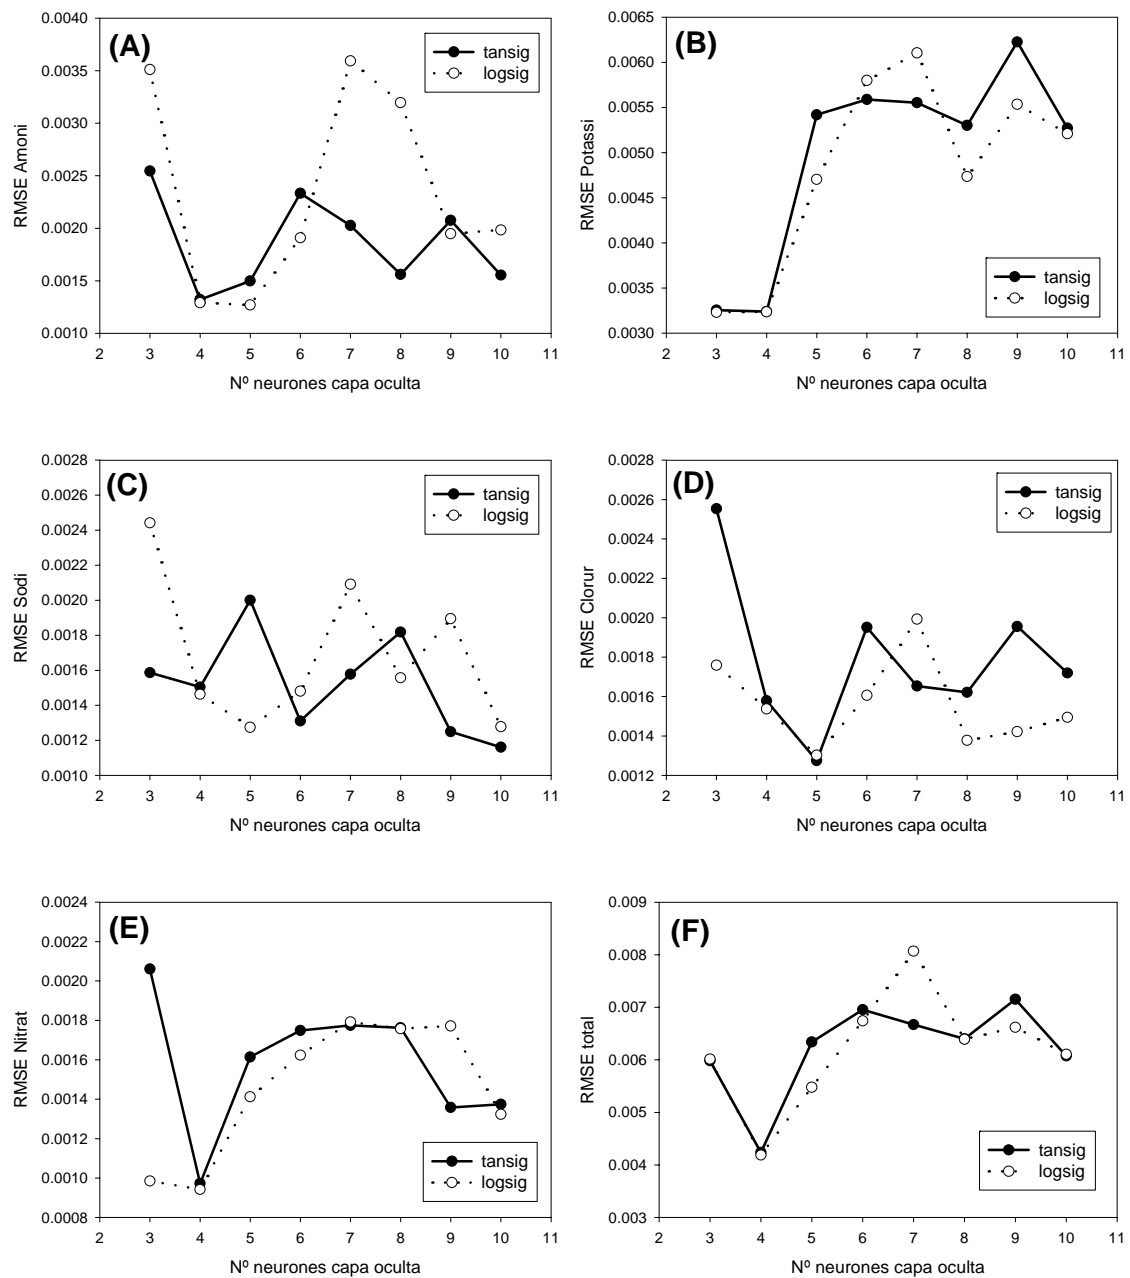 (A)
tansig
logsig
RMSE Amoni
0.0040
0.0035
0.0030
0.0025
0.0020
0.0015
0.0010
2 3 4 5 6 7 8 9 10 11
Nº neurones capa oculta
(B)
tansig
logsig
RMSE Potassi
0.0065
0.0060
0.0055
0.0050
0.0045
0.0040
0.0035
0.0030
2 3 4 5 6 7 8 9 10 11
Nº neurones capa oculta
(C)
tansig
logsig
RMSE Sodi
0.0028
0.0026
0.0024
0.0022
0.0020
0.0018
0.0016
0.0014
0.0012
0.0010
2 3 4 5 6 7 8 9 10 11
Nº neurones capa oculta
(D)
tansig
logsig
RMSE Clorur
0.0028
0.0026
0.0024
0.0022
0.0020
0.0018
0.0016
0.0014
0.0012
2 3 4 5 6 7 8 9 10 11
Nº neurones capa oculta
(E)
tansig
logsig
RMSE Nitrat
0.0024
0.0022
0.0020
0.0018
0.0016
0.0014
0.0012
0.0010
0.0008
2 3 4 5 6 7 8 9 10 11
Nº neurones capa oculta
(F)
tansig
logsig
RMSE total
0.009
0.008
0.007
0.006
0.005
0.004
0.003
2 3 4 5 6 7 8 9 10 11
Nº neurones capa oculta